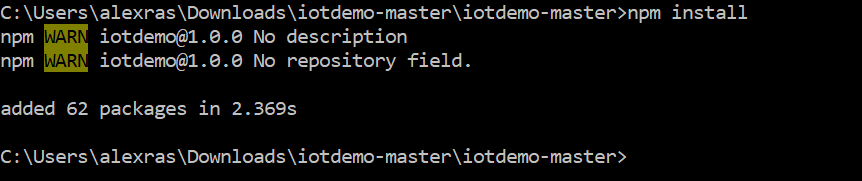 C:\Users\alexras\Downloads\iotdemo-master\iotdemo-master>npm install
npm WARN iotdemo@1.0.0 No description
npm WARN iotdemo@1.0.0 No repository field.
added 62 packages in 2.369s
C:\Users\alexras\Downloads\iotdemo-master\iotdemo-master>